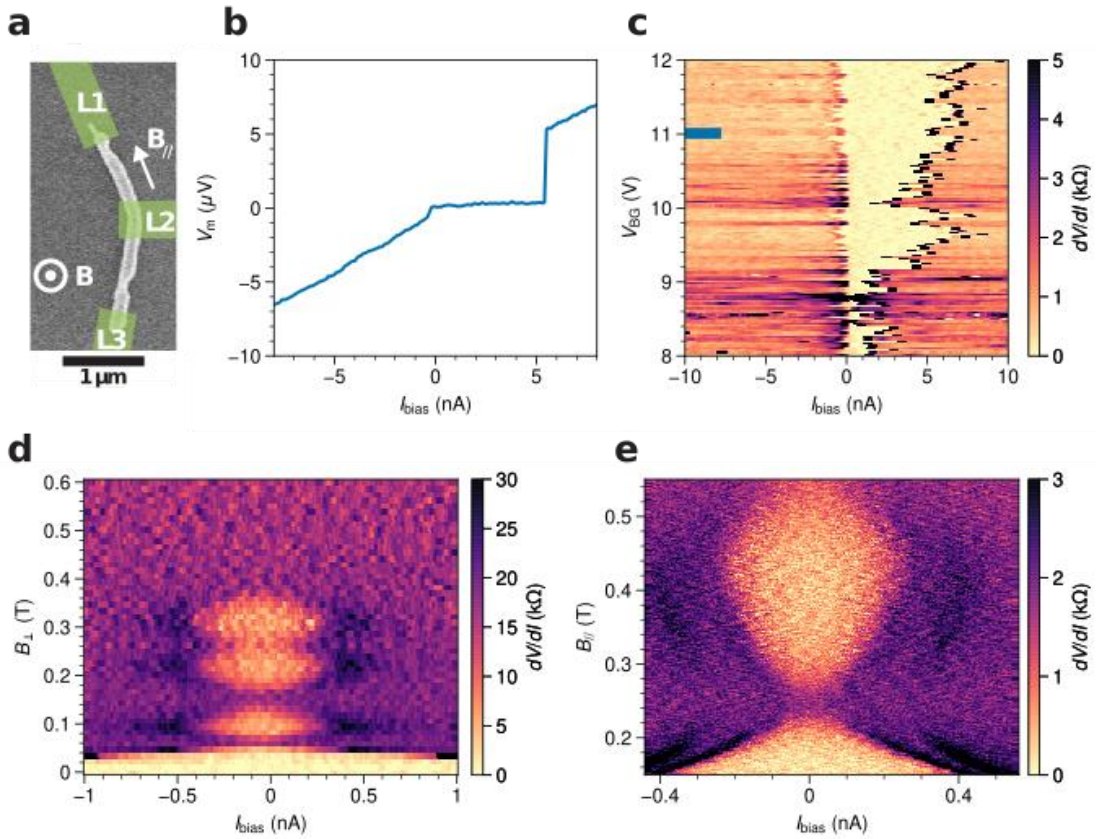 a
L1
B//
L2
B
L3
1 μm
b
10
5
0
−5
−10
Vm (μV)
−5
0
5
Ibias (nA)
c
12
11
10
9
8
VBG (V)
−10
−5
0
5
10
Ibias (nA)
5
4
3
2
1
0
dV/dI (kΩ)
d
0.6
0.5
0.4
0.3
0.2
0.1
0
B⊥ (T)
−1
−0.5
0
0.5
1
Ibias (nA)
30
25
20
15
10
5
0
dV/dI (kΩ)
e
0.5
0.4
0.3
0.2
B// (T)
−0.4
0
0.4
Ibias (nA)
3
2
1
0
dV/dI (kΩ)